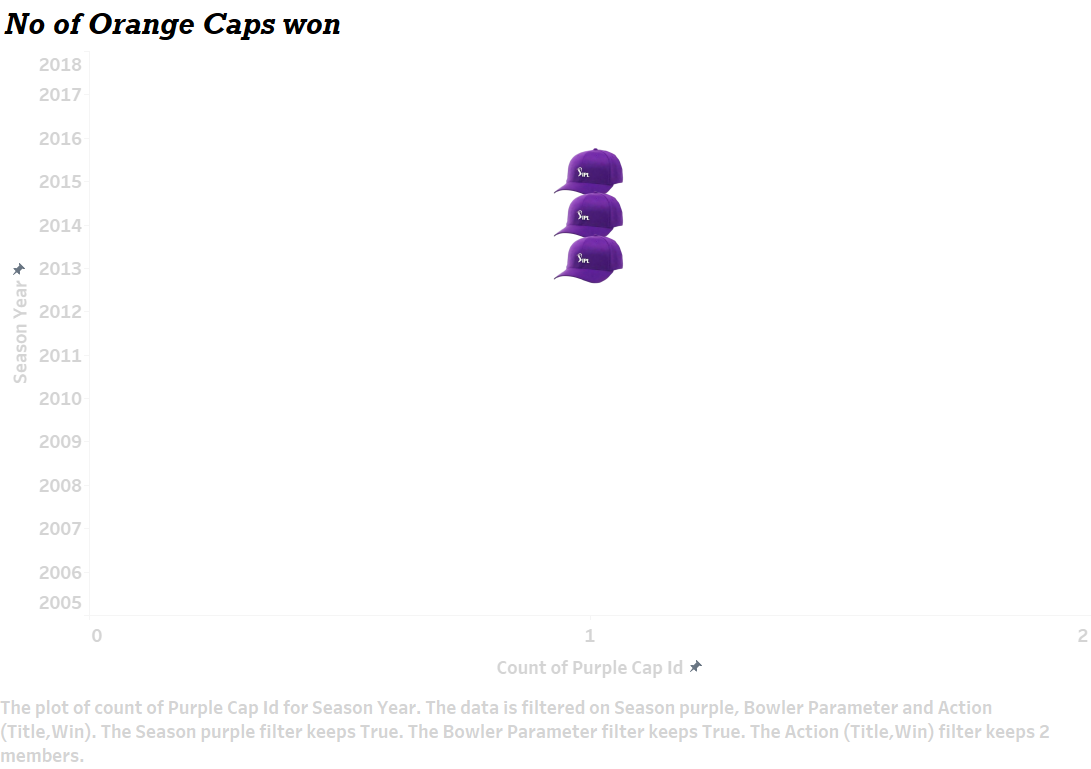 No of Orange Caps won
2018
2017
2016
2015
2014
2013
2012
2011
2010
2009
2008
2007
2006
2005
Season Year
IPL
IPL
IPL
0 1 2
Count of Purple Cap Id
The plot of count of Purple Cap Id for Season Year. The data is filtered on Season purple, Bowler Parameter and Action
(Title,Win). The Season purple filter keeps True. The Bowler Parameter filter keeps True. The Action (Title,Win) filter keeps 2
members.